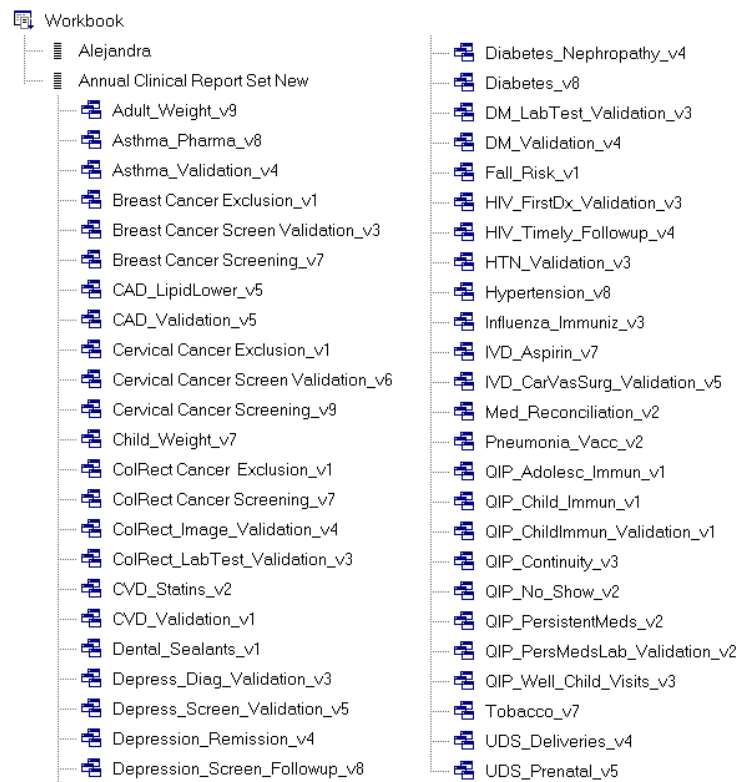 Workbook
Alejandra
Annual Clinical Report Set New
Adult_Weight_v9
Asthma_Pharma_v8
Asthma_Validation_v4
Breast Cancer Exclusion_v1
Breast Cancer Screen Validation_v3
Breast Cancer Screening_v7
CAD_LipidLower_v5
CAD_Validation_v5
Cervical Cancer Exclusion_v1
Cervical Cancer Screen Validation_v6
Cervical Cancer Screening_v9
Child_Weight_v7
ColRect Cancer  Exclusion_v1
ColRect Cancer Screening_v7
ColRect_Image_Validation_v4
ColRect_LabTest_Validation_v3
CVD_Statins_v2
CVD_Validation_v1
Dental_Sealants_v1
Depress_Diag_Validation_v3
Depress_Screen_Validation_v5
Depression_Remission_v4
Depression_Screen_Followup_v8
Diabetes_Nephropathy_v4
Diabetes_v8
DM_LabTest_Validation_v3
DM_Validation_v4
Fall_Risk_v1
HIV_FirstDx_Validation_v3
HIV_Timely_Followup_v4
HTN_Validation_v3
Hypertension_v8
Influenza_Immuniz_v3
IVD_Aspirin_v7
IVD_CarVasSurg_Validation_v5
Med_Reconciliation_v2
Pneumonia_Vacc_v2
QIP_Adolesc_Immun_v1
QIP_Child_Immun_v1
QIP_ChildImmun_Validation_v1
QIP_Continuity_v3
QIP_No_Show_v2
QIP_PersistentMeds_v2
QIP_PersMedsLab_Validation_v2
QIP_Well_Child_Visits_v3
Tobacco_v7
UDS_Deliveries_v4
UDS_Prenatal_v5